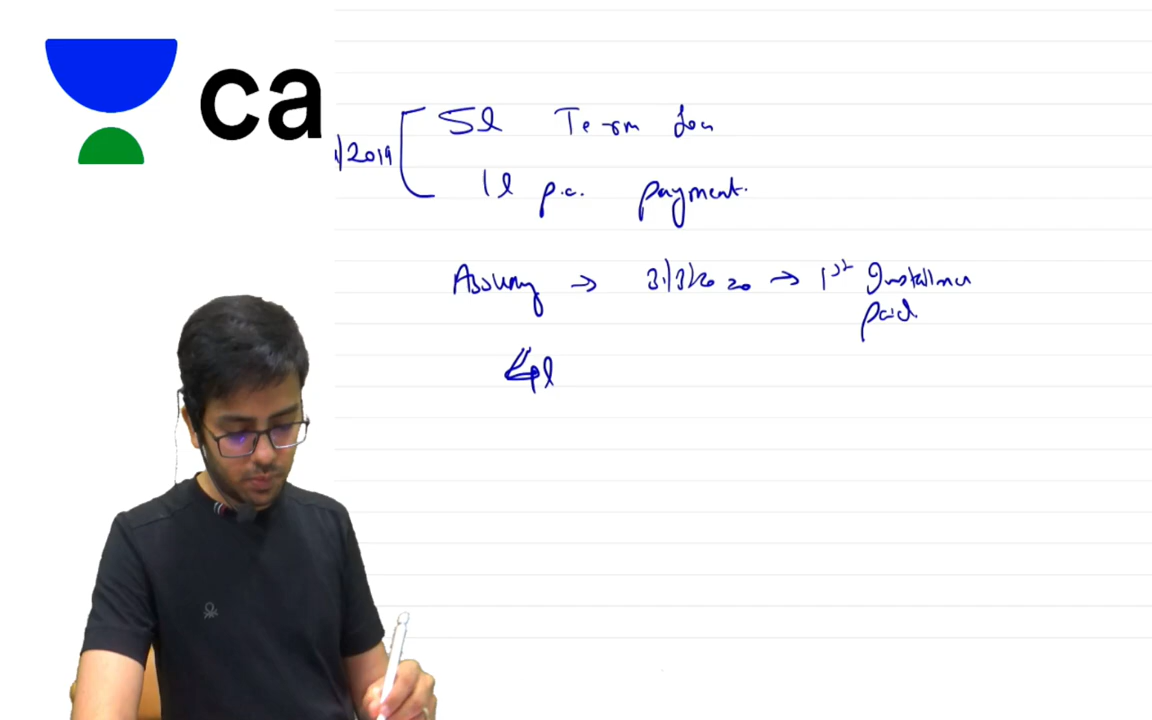 ca
/2019 5l Term loan
1l p.a. payment.
Assuming → 31/3/2020 → 1st Installment
paid
4l